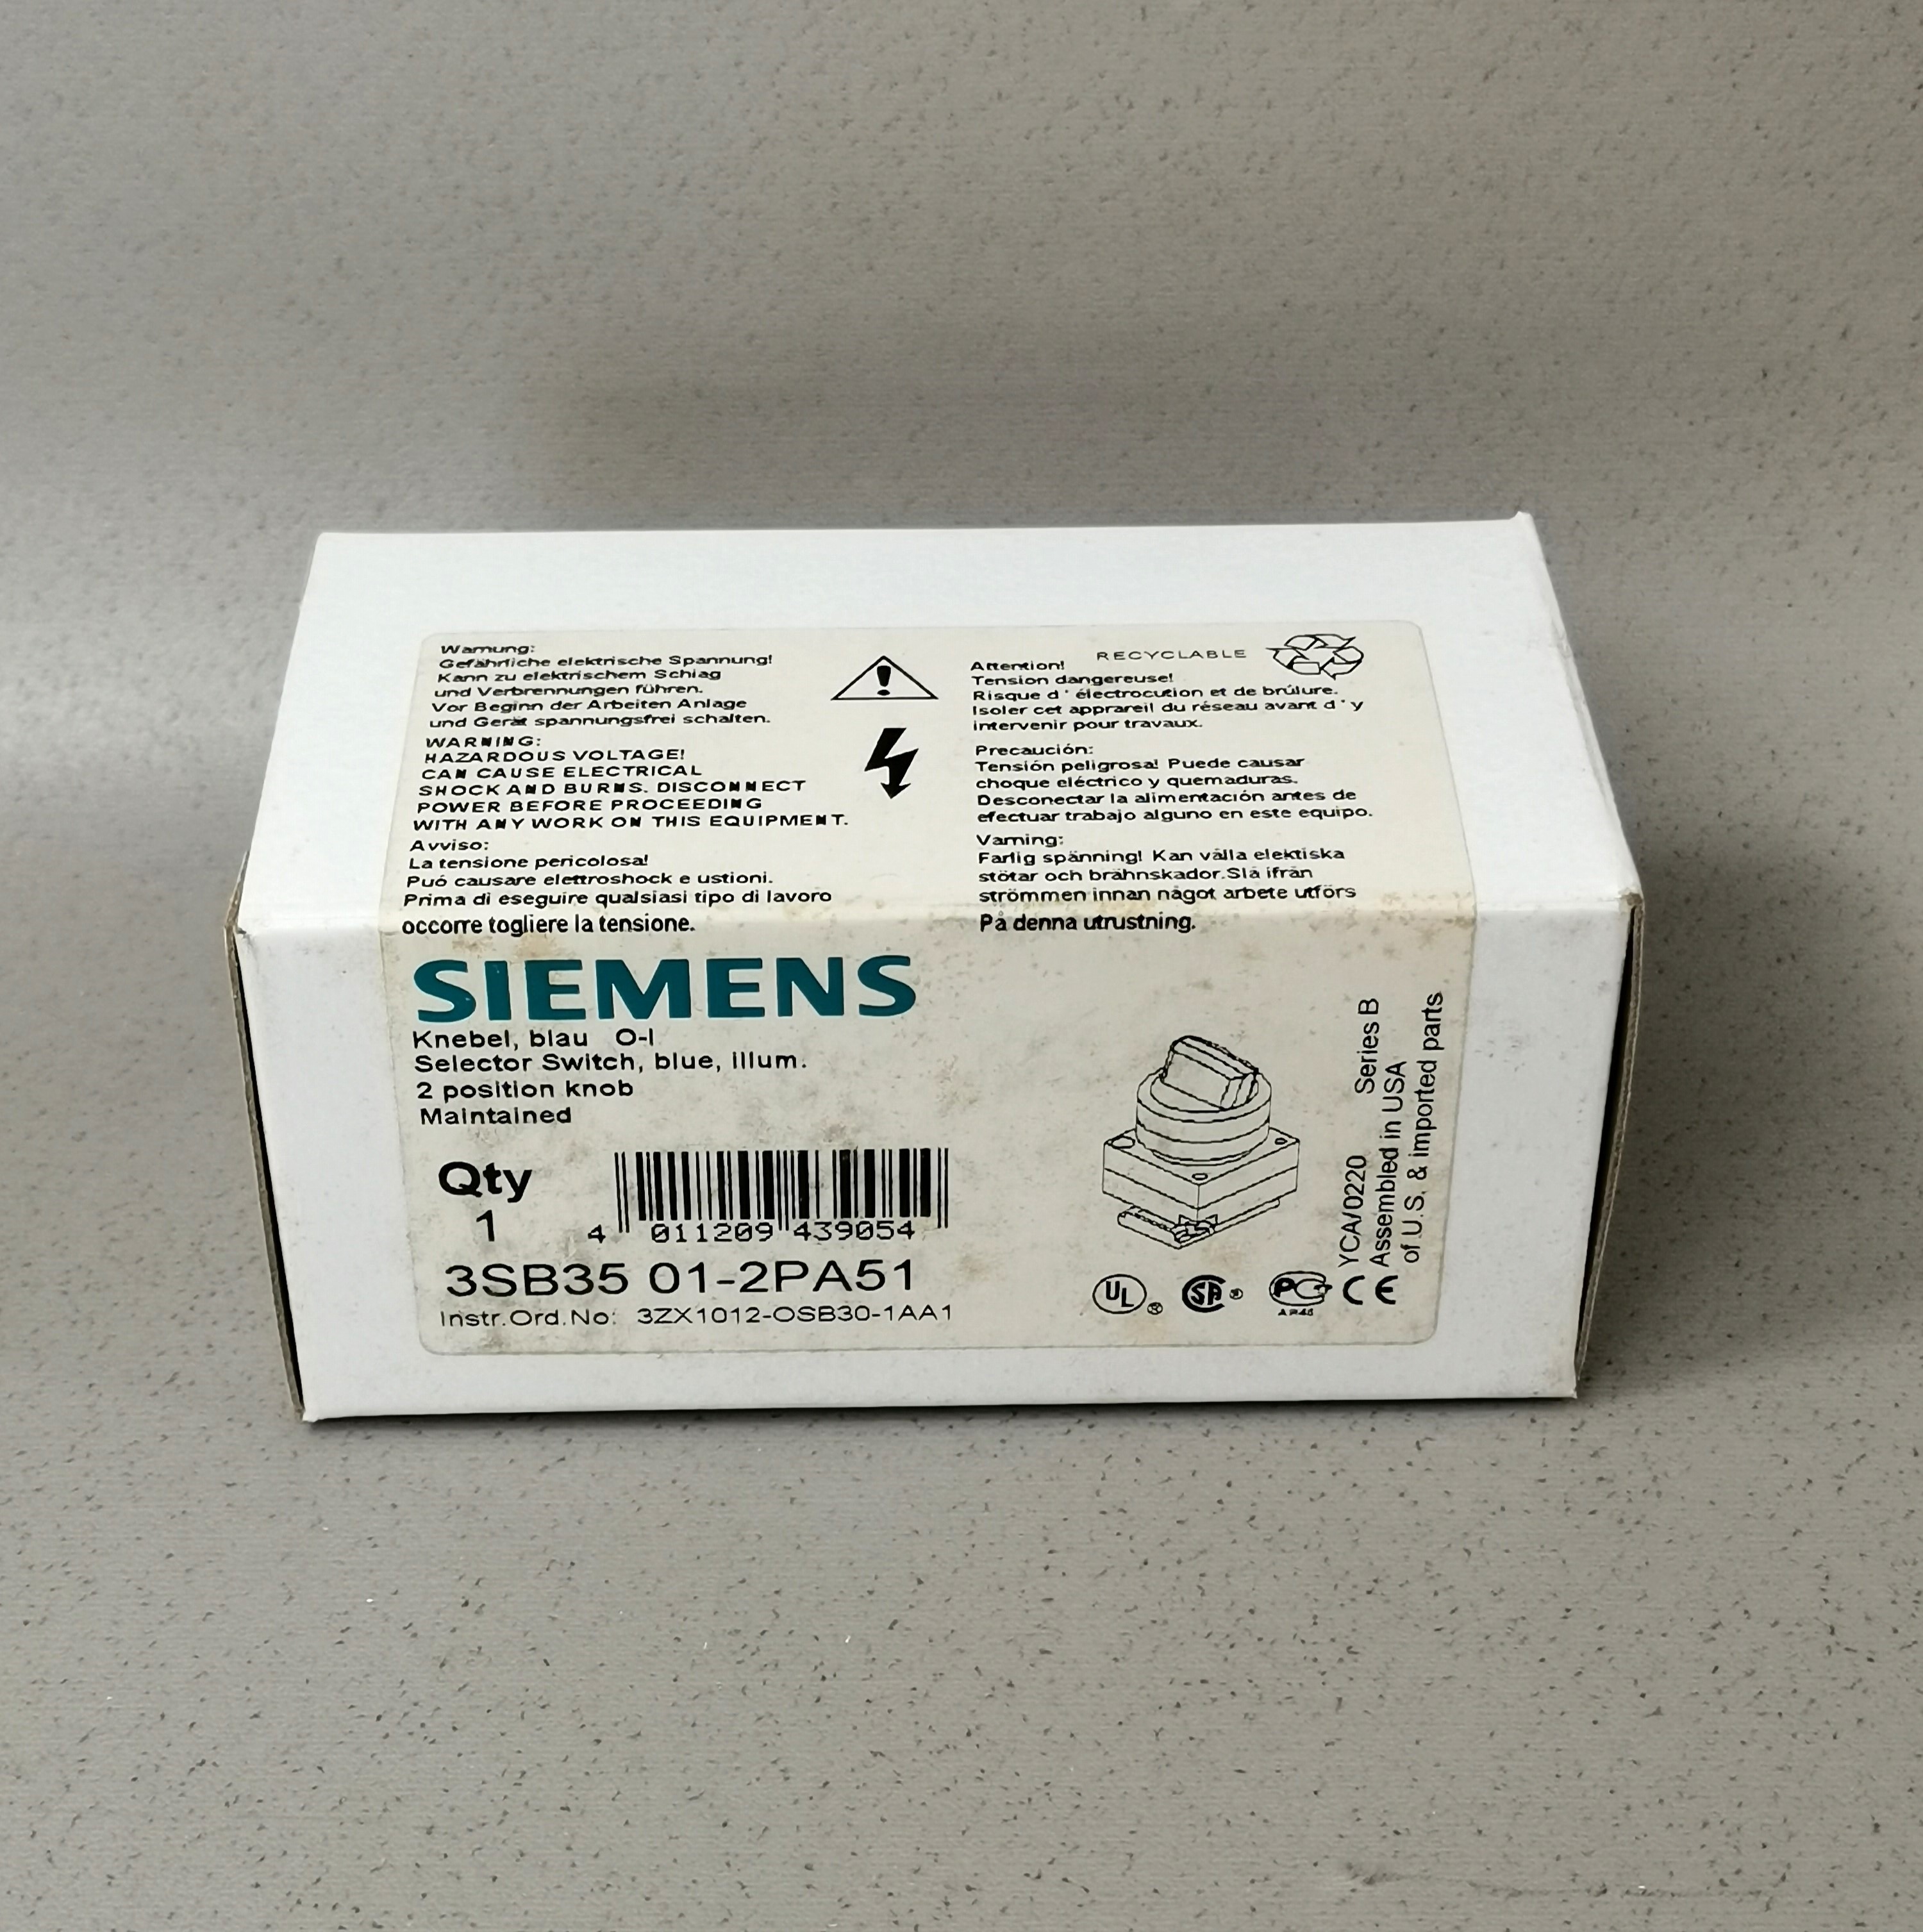 Warnung:
Gefährliche elektrische Spannung!
Kann zu elektrischem Schlag
und Verbrennungen führen.
Vor Beginn der Arbeiten Anlage
und Gerät spannungsfrei schalten.
WARNING:
HAZARDOUS VOLTAGE!
CAN CAUSE ELECTRICAL
SHOCK AND BURNS. DISCONNECT
POWER BEFORE PROCEEDING
WITH ANY WORK ON THIS EQUIPMENT.
Avviso:
La tensione pericolosa!
Puó causare elettroshock e ustioni.
Prima di eseguire qualsiasi tipo di lavoro
occorre togliere la tensione.
RECYCLABLE
Attention!
Tension dangereuse!
Risque d'électrocution et de brûlure.
Isoler cet appareil du réseau avant d'y
intervenir pour travaux.
Precaución:
Tensión peligrosa! Puede causar
choque eléctrico y quemaduras.
Desconectar la alimentación antes de
efectuar trabajo alguno en este equipo.
Varning:
Farlig spänning! Kan välla elektiska
stötar och brähnskador.Slä ifrän
strömmen innan något arbete utförs
På denna utrustning.
SIEMENS
Knebel, blau O-I
Selector Switch, blue, illum.
2 position knob
Maintained
Qty
1
4 011209 439054
3SB35 01-2PA51
Instr.Ord.No: 3ZX1012-OSB30-1AA1
YCA/0220 Series B
Assembled in USA
of U.S. & imported parts
UL ® SA ® PC CE